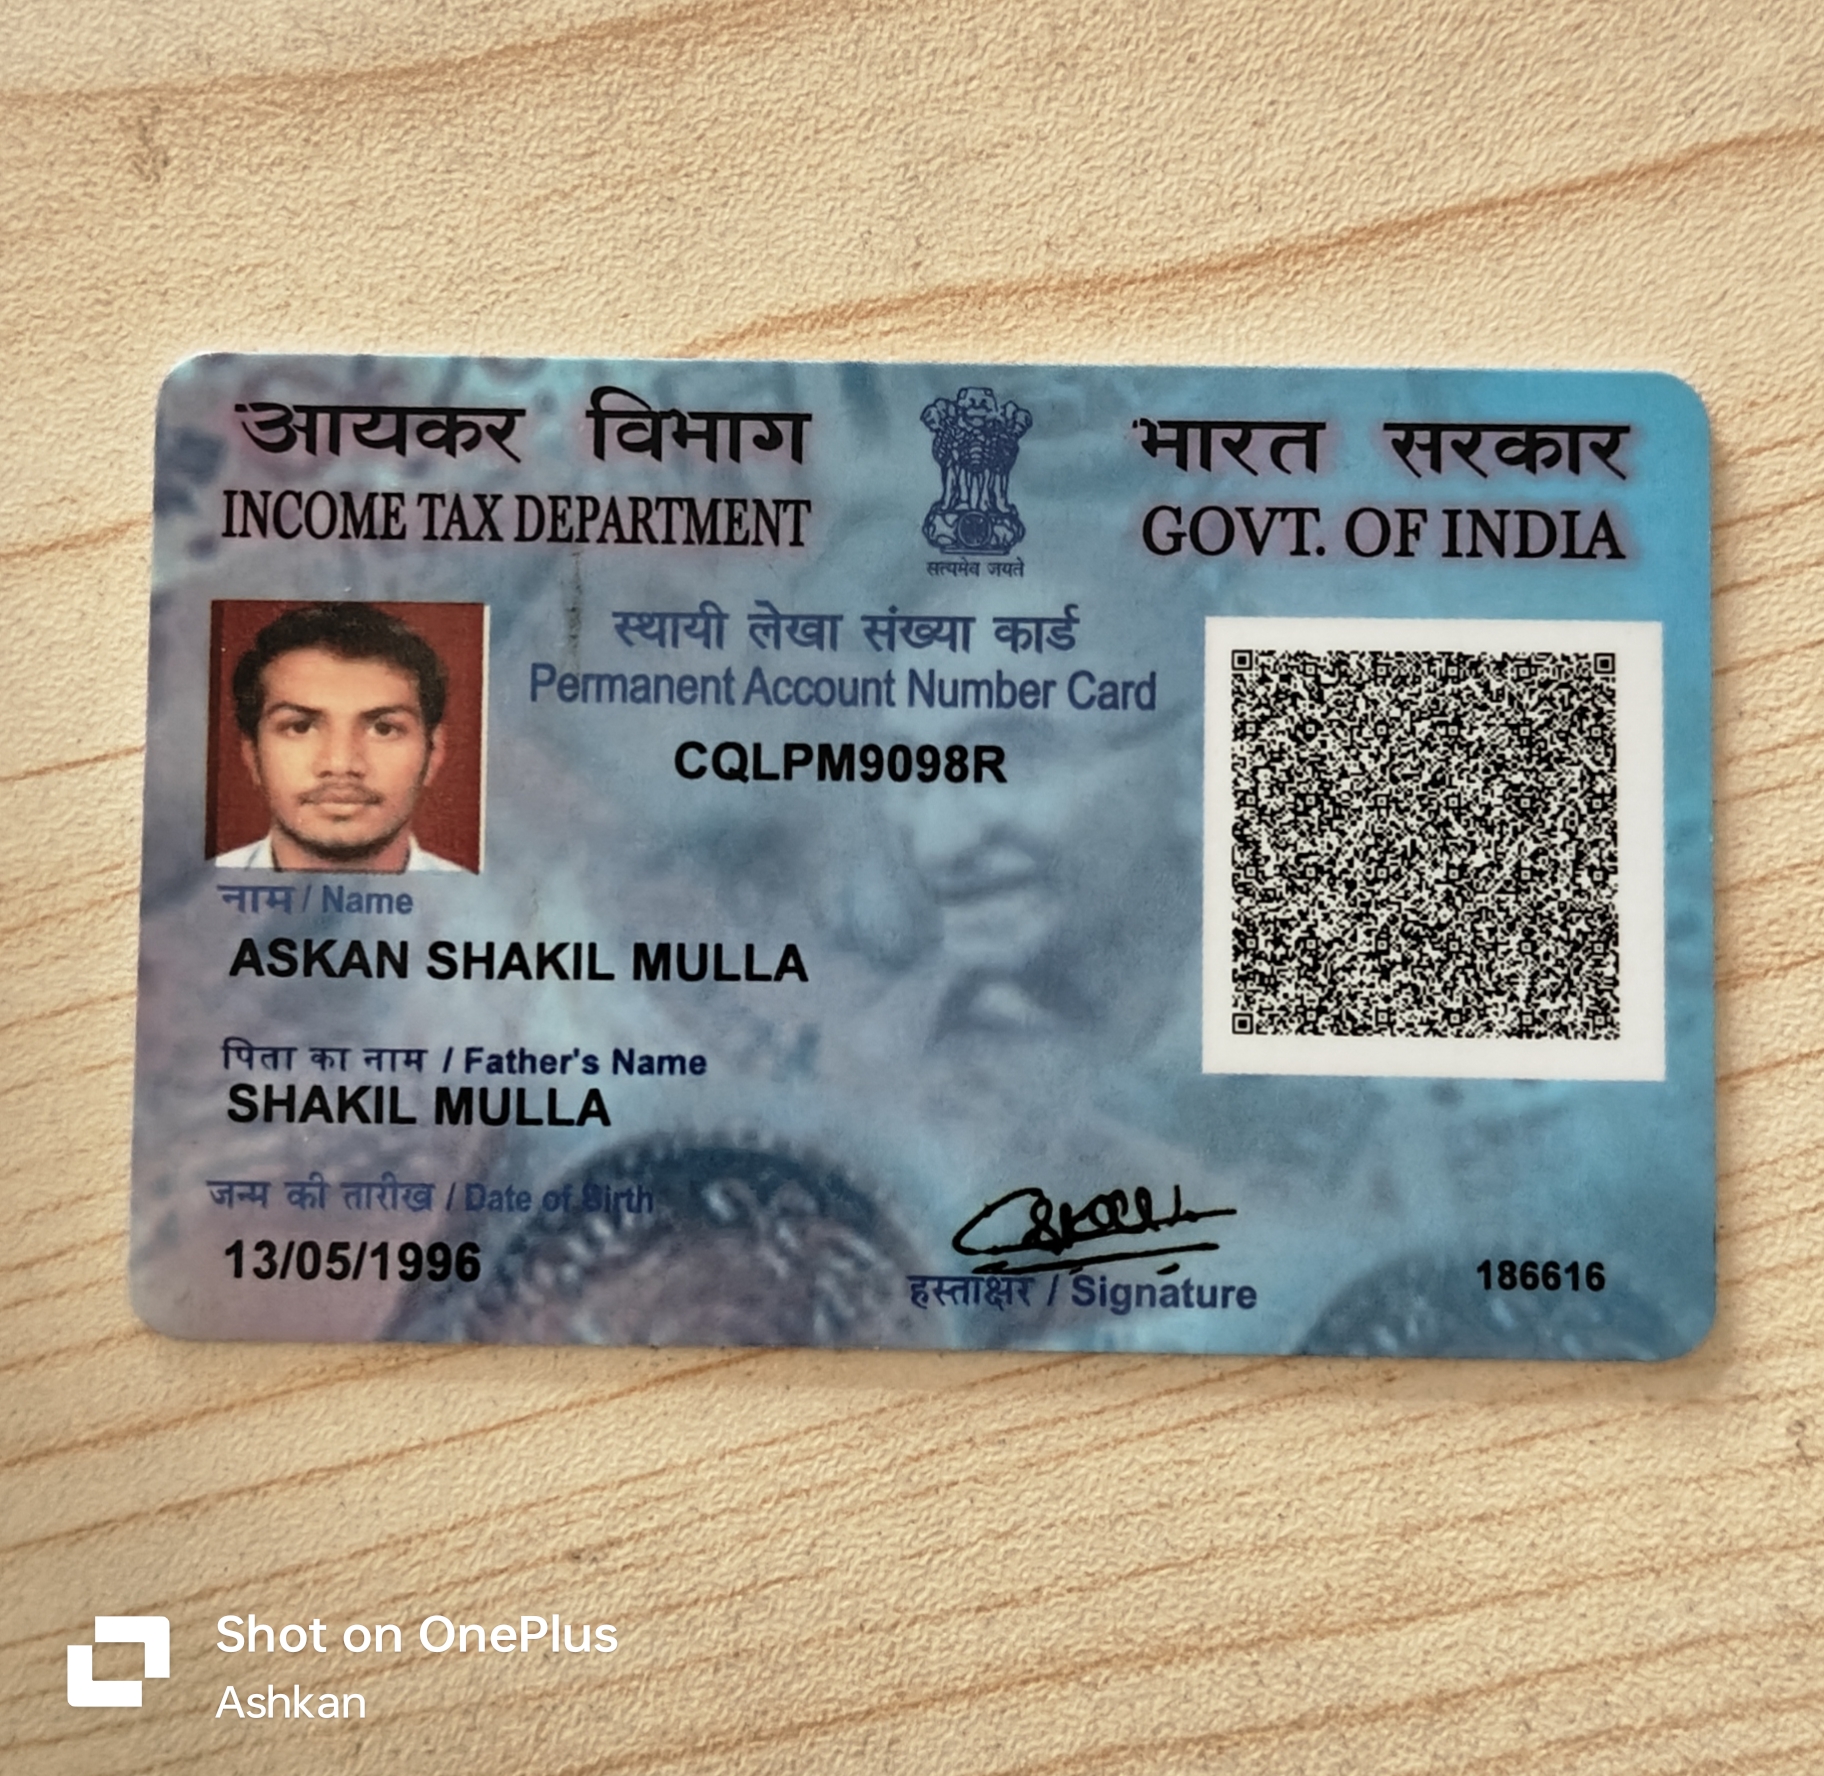 आयकर विभाग
INCOME TAX DEPARTMENT
सत्यमेव जयते
भारत सरकार
GOVT. OF INDIA
स्थायी लेखा संख्या कार्ड
Permanent Account Number Card
CQLPM9098R
नाम / Name
ASKAN SHAKIL MULLA
पिता का नाम / Father's Name
SHAKIL MULLA
जन्म की तारीख / Date of Birth
13/05/1996
हस्ताक्षर / Signature
186616
Shot on OnePlus
Ashkan